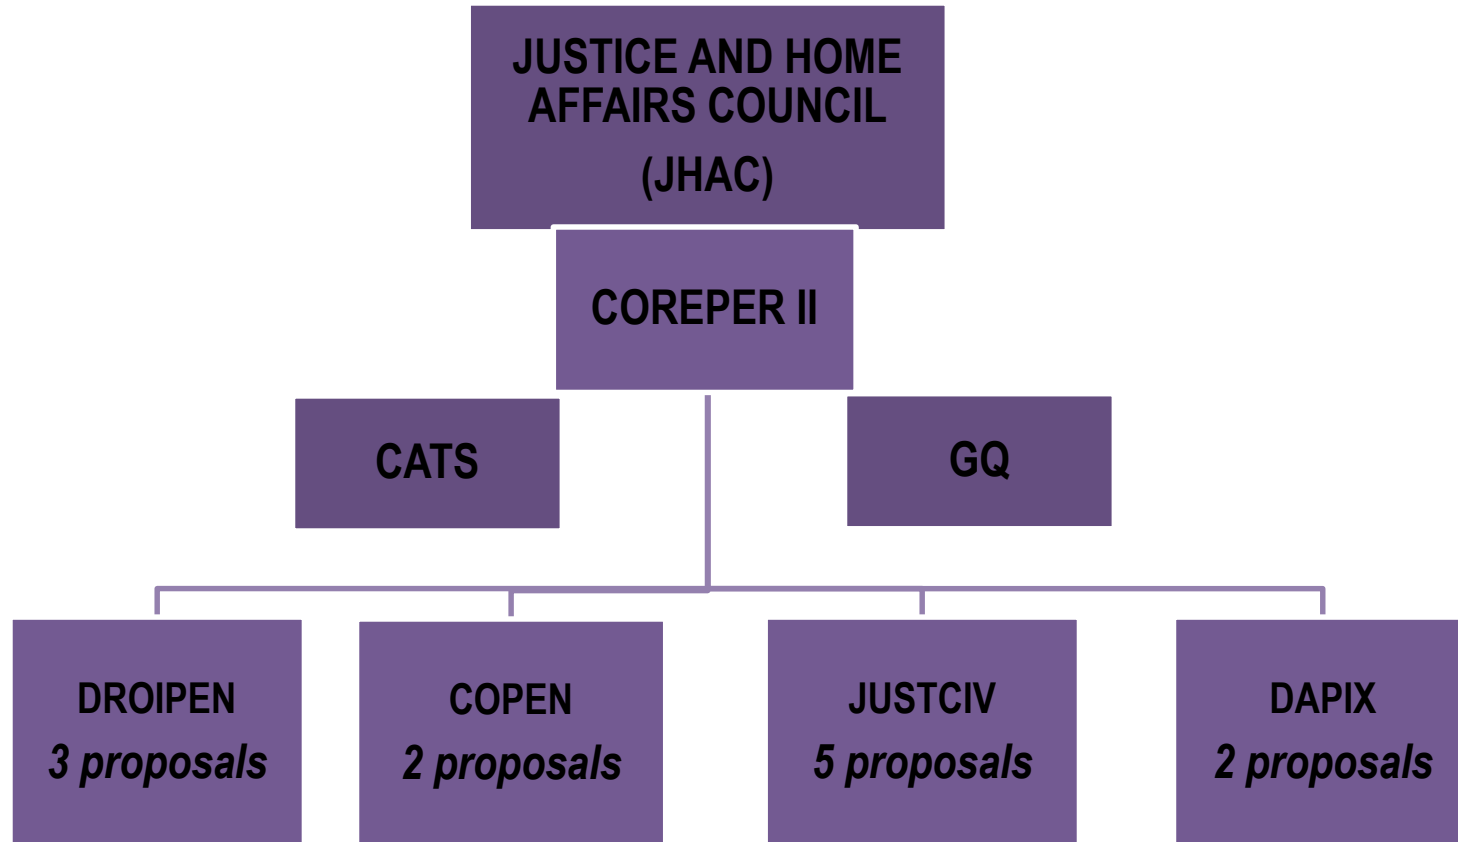 JUSTICE AND HOME
AFFAIRS COUNCIL
(JHAC)
COREPER II
CATS
GQ
DROIPEN
3 proposals
COPEN
2 proposals
JUSTCIV
5 proposals
DAPIX
2 proposals